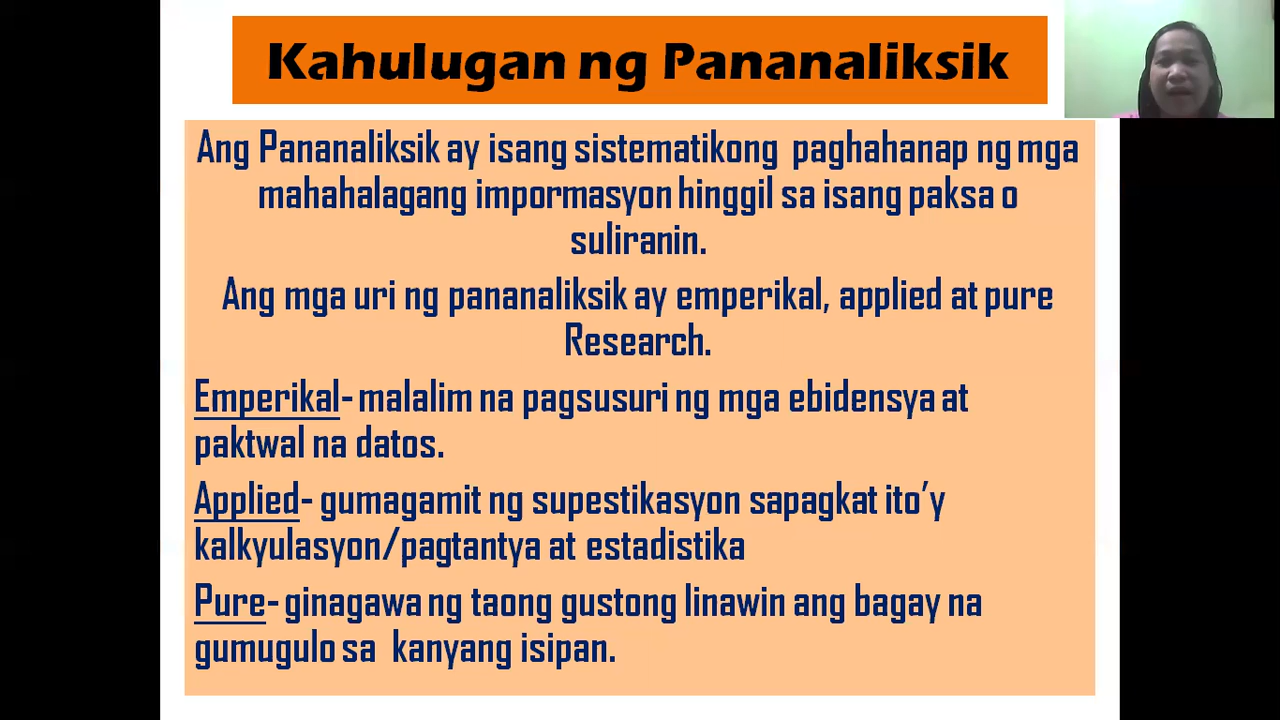 Kahulugan ng Pananaliksik
Ang Pananaliksik ay isang sistematikong paghahanap ng mga
mahahalagang impormasyon hinggil sa isang paksa o
suliranin.
Ang mga uri ng pananaliksik ay emperikal, applied at pure
Research.
Emperikal- malalim na pagsusuri ng mga ebidensya at
paktwal na datos.
Applied- gumagamit ng supestikasyon sapagkat ito'y
kalkyulasyon/pagtantya at estadistika
Pure- ginagawa ng taong gustong linawin ang bagay na
gumugulo sa kanyang isipan.